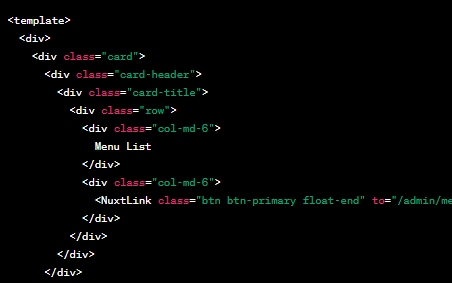 <template>
<div>
<div class="card">
<div class="card-header">
<div class="card-title">
<div class="row">
<div class="col-md-6">
Menu List
</div>
<div class="col-md-6">
<NuxtLink class="btn btn-primary float-end" to="/admin/me
</div>
</div>
</div>
</div>